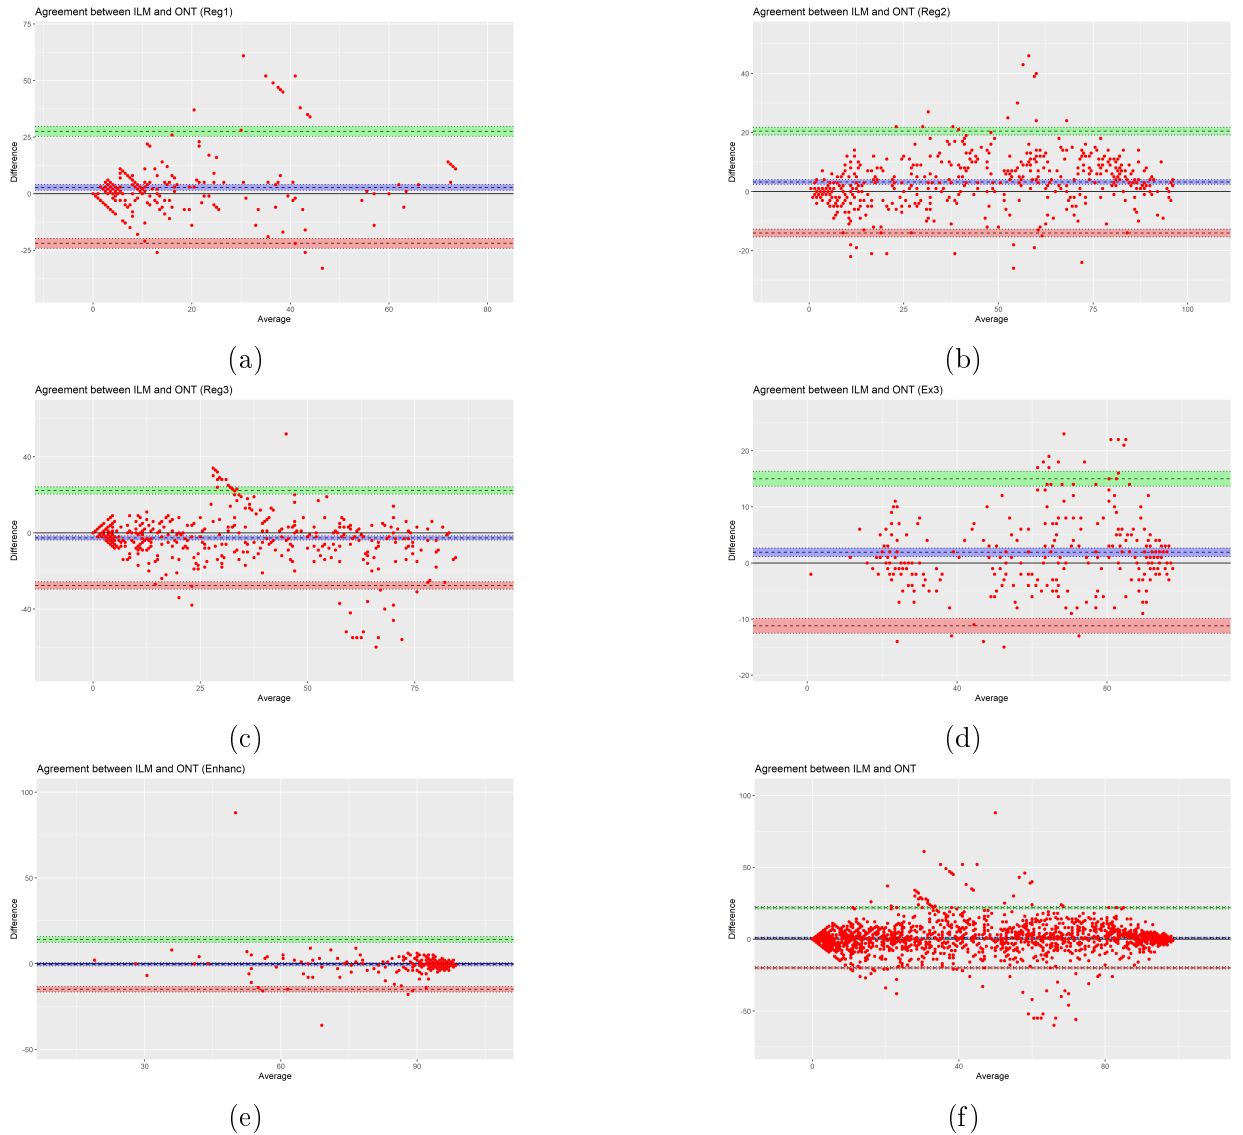 Agreement between ILM and ONT (Reg1)
75
50
25
0
-25
Difference
0 20 40 60 80
Average
(a)
Agreement between ILM and ONT (Reg2)
40
20
0
-20
Difference
0 25 50 75 100
Average
(b)
Agreement between ILM and ONT (Reg3)
40
0
-40
Difference
0 25 50 75
Average
(c)
Agreement between ILM and ONT (Ex3)
20
10
0
-10
-20
Difference
0 40 80
Average
(d)
Agreement between ILM and ONT (Enhanc)
100
50
0
-50
Difference
30 60 90
Average
(e)
Agreement between ILM and ONT
100
50
0
-50
Difference
0 40 80
Average
(f)